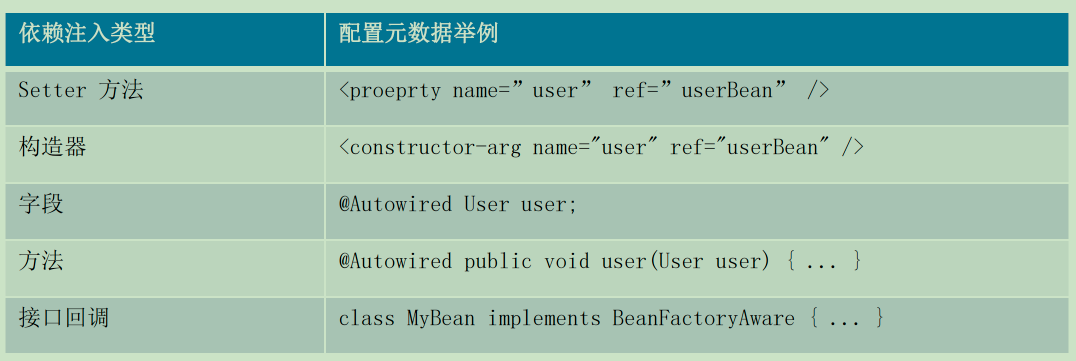 依赖注入类型 配置元数据举例
Setter 方法 <proeprty name=”user” ref=”userBean” />
构造器 <constructor-arg name="user" ref="userBean" />
字段 @Autowired User user;
方法 @Autowired public void user(User user) { ... }
接口回调 class MyBean implements BeanFactoryAware { ... }